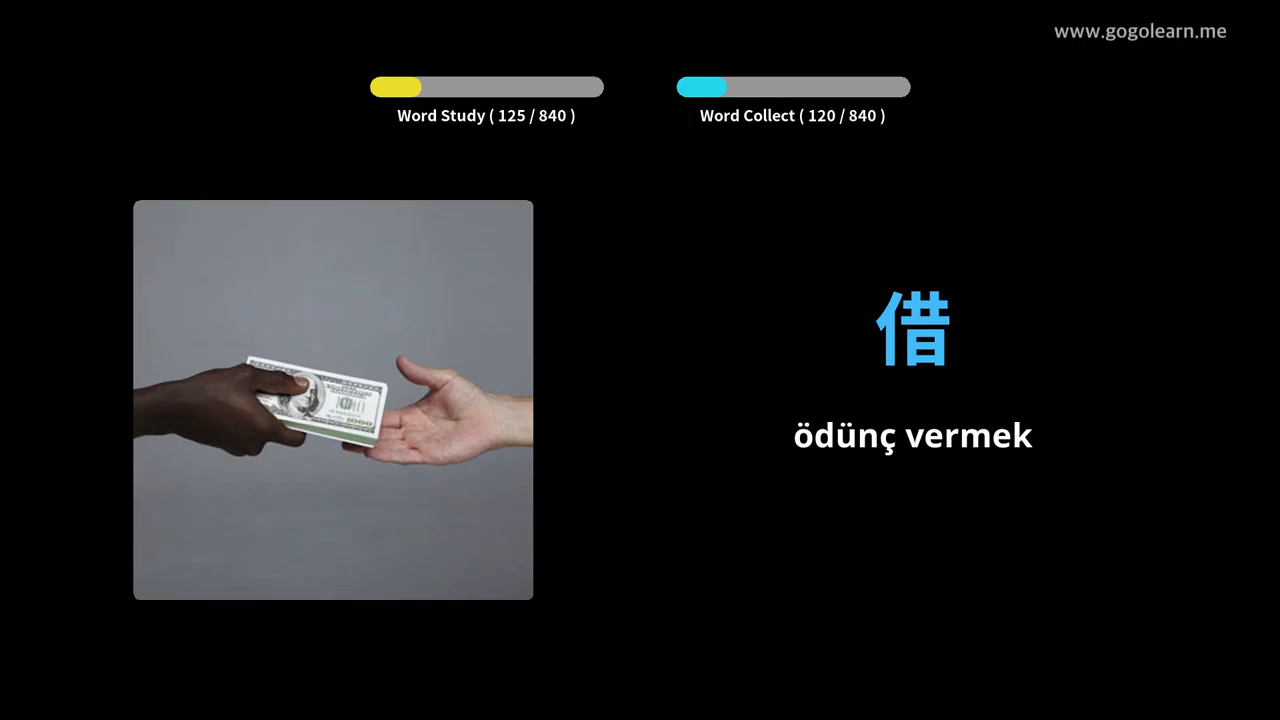 www.gogolearn.me
Word Study ( 125 / 840 )
Word Collect ( 120 / 840 )
借
ödünç vermek